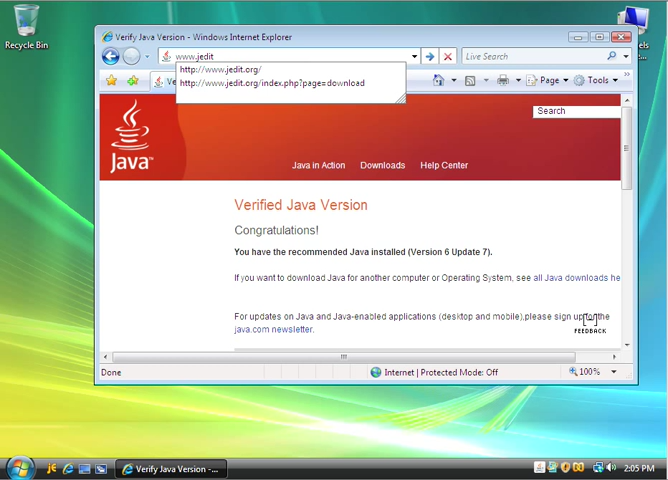 Recycle Bin
Verify Java Version - Windows Internet Explorer
www.jedit
Live Search
http://www.jedit.org/
http://www.jedit.org/index.php?page=download
Page
Tools
Search
Java™
Java in Action
Downloads
Help Center
Verified Java Version
Congratulations!
You have the recommended Java installed (Version 6 Update 7).
If you want to download Java for another computer or Operating System, see all Java downloads he
For updates on Java and Java-enabled applications (desktop and mobile),please sign up for the
java.com newsletter.
FEEDBACK
Done
Internet | Protected Mode: Off
100%
Verify Java Version -...
2:05 PM